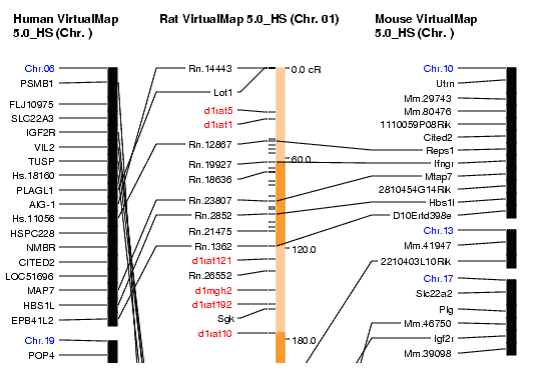 Human VirtualMap
5.0_HS (Chr. )
Chr.06
PSMB1
FLJ10975
SLC22A3
IGF2R
VIL2
TUSP
Hs.18160
PLAGL1
AIG-1
Hs.11056
HSPC228
NMBR
CITED2
LOC51696
MAP7
HBS1L
EPB41L2
Chr.19
POP4
Rat VirtualMap 5.0_HS (Chr. 01)
Rn.14443
Lot1
d1rat5
d1rat1
Rn.12867
Rn.19927
Rn.18636
Rn.23807
Rn.2852
Rn.21475
Rn.1362
d1rat121
Rn.26552
d1mgh2
d1rat192
Sgk
d1rat10
0.0 cR
60.0
120.0
180.0
Mouse VirtualMap
5.0_HS (Chr. )
Chr.10
Utrn
Mm.29743
Mm.80476
1110059P08Rik
Cited2
Reps1
Ifngr
Mtap7
2810454G14Rik
Hbs1l
D10Ertd398e
Chr.13
Mm.41947
2210403L10Rik
Chr.17
Slc22a2
Plg
Mm.46750
Igf2r
Mm.39098